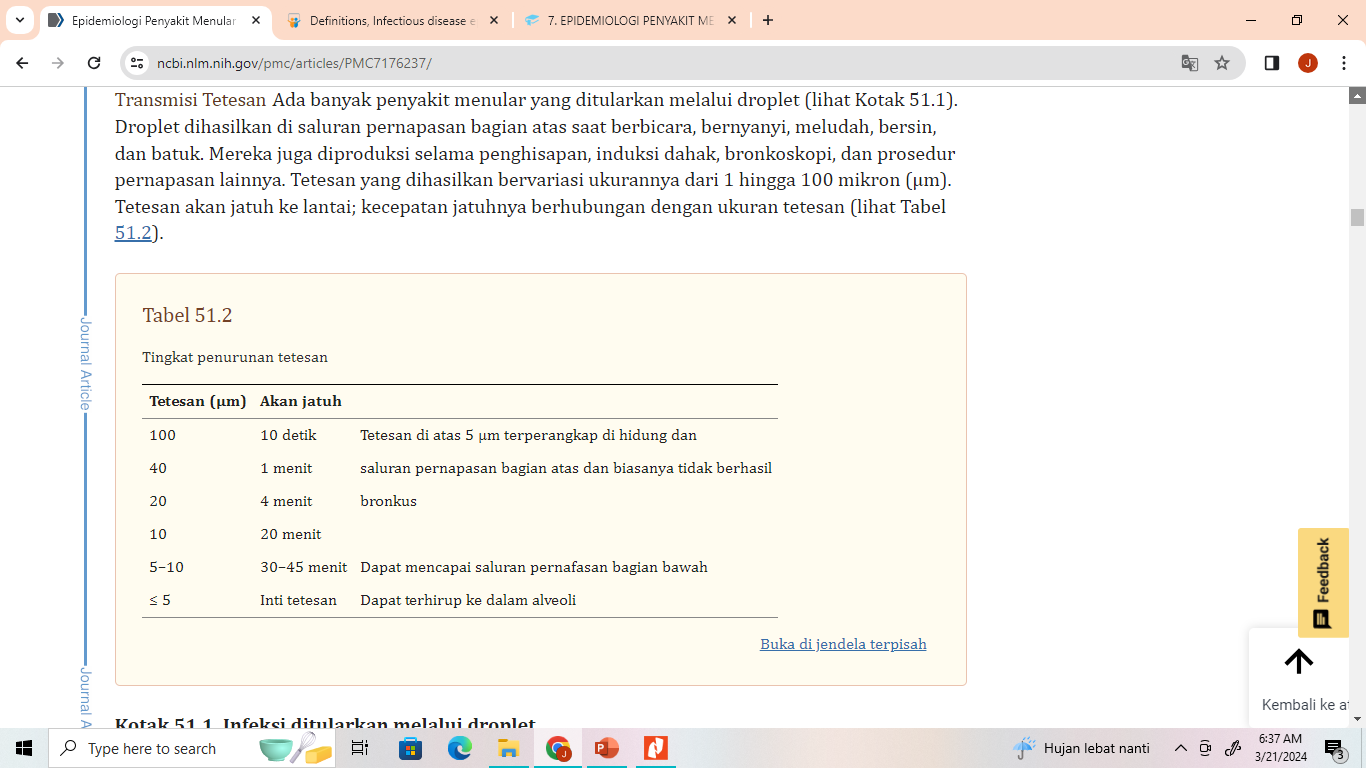 Epidemiologi Penyakit Menular
Definitions, Infectious disease e
7. EPIDEMIOLOGI PENYAKIT ME
ncbi.nlm.nih.gov/pmc/articles/PMC7176237/
J
Transmisi Tetesan Ada banyak penyakit menular yang ditularkan melalui droplet (lihat Kotak 51.1).
Droplet dihasilkan di saluran pernapasan bagian atas saat berbicara, bernyanyi, meludah, bersin,
dan batuk. Mereka juga diproduksi selama penghisapan, induksi dahak, bronkoskopi, dan prosedur
pernapasan lainnya. Tetesan yang dihasilkan bervariasi ukurannya dari 1 hingga 100 mikron (μm).
Tetesan akan jatuh ke lantai; kecepatan jatuhnya berhubungan dengan ukuran tetesan (lihat Tabel
51.2).
Journal Article
Tabel 51.2
Tingkat penurunan tetesan
Tetesan (μm) Akan jatuh
100 10 detik Tetesan di atas 5 μm terperangkap di hidung dan
40 1 menit saluran pernapasan bagian atas dan biasanya tidak berhasil
20 4 menit bronkus
10 20 menit
5–10 30–45 menit Dapat mencapai saluran pernafasan bagian bawah
≤ 5 Inti tetesan Dapat terhirup ke dalam alveoli
Buka di jendela terpisah
Feedback
Journal A
Kembali ke at
Kotak 51.1 Infeksi ditularkan melalui droplet
Type here to search
Hujan lebat nanti
6:37 AM
3/21/2024
3